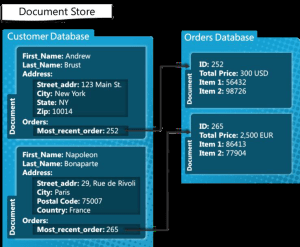 Document Store
Customer Database
First_Name: Andrew
Last_Name: Brust
Address:
Street_addr: 123 Main St.
City: New York
State: NY
Zip: 10014
Orders:
Most_recent_order: 252
Document
First_Name: Napoleon
Last_Name: Bonaparte
Address:
Street_addr: 29, Rue de Rivoli
City: Paris
Postal Code: 75007
Country: France
Orders:
Most_recent_order: 265
Document
Orders Database
ID: 252
Total Price: 300 USD
Item 1: 56432
Item 2: 98726
Document
ID: 265
Total Price: 2,500 EUR
Item 1: 86413
Item 2: 77904
Document